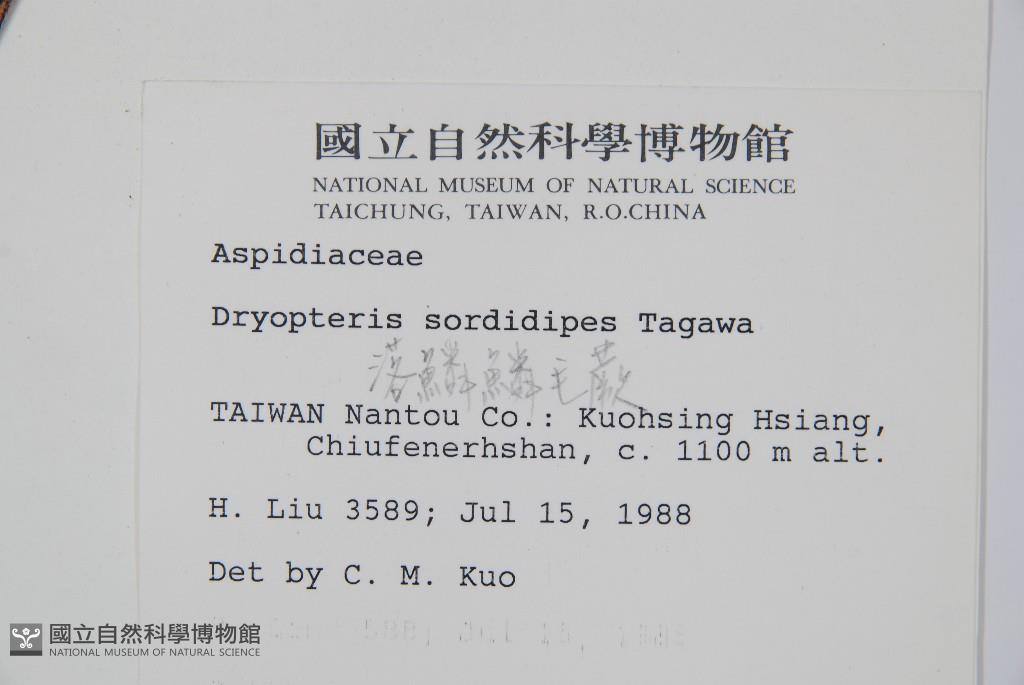 國立自然科學博物館
NATIONAL MUSEUM OF NATURAL SCIENCE
TAICHUNG, TAIWAN, R.O.CHINA
Aspidiaceae
Dryopteris sordidipes Tagawa
落鱗鱗毛蕨
TAIWAN Nantou Co.: Kuohsing Hsiang,
Chiufenerhshan, c. 1100 m alt.
H. Liu 3589; Jul 15, 1988
Det by C. M. Kuo
國立自然科學博物館
NATIONAL MUSEUM OF NATURAL SCIENCE